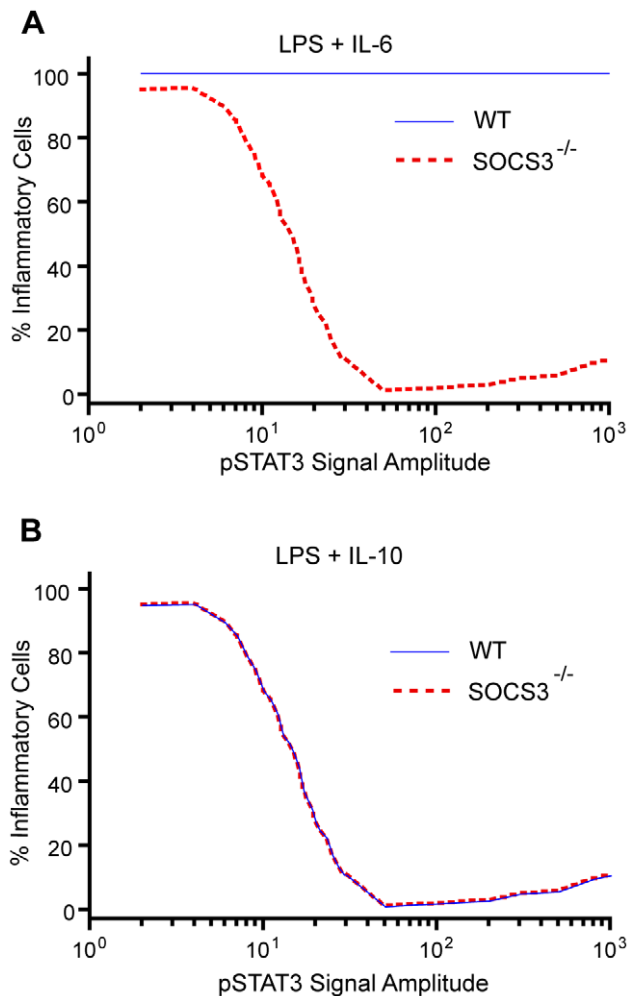 A
LPS + IL-6
% Inflammatory Cells
100
80
60
40
20
0
WT
SOCS3 -/-
10^0
10^1
10^2
10^3
pSTAT3 Signal Amplitude
B
LPS + IL-10
% Inflammatory Cells
100
80
60
40
20
0
WT
SOCS3 -/-
10^0
10^1
10^2
10^3
pSTAT3 Signal Amplitude